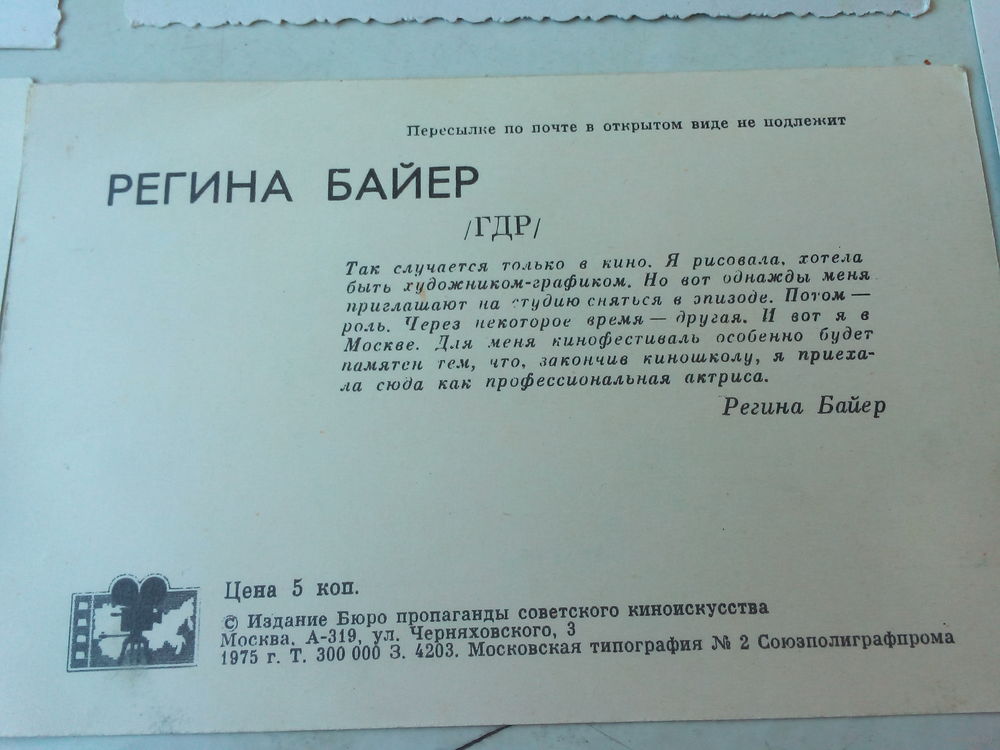 Пересылке по почте в открытом виде не подлежит
РЕГИНА БАЙЕР
/ГДР/
Так случается только в кино. Я рисовала, хотела
быть художником-графиком. Но вот однажды меня
приглашают на студию сняться в эпизоде. Потом —
роль. Через некоторое время — другая. И вот я в
Москве. Для меня кинофестиваль особенно будет
памятен тем, что, закончив киношколу, я приеха-
ла сюда как профессиональная актриса.
Регина Байер
Цена 5 коп.
© Издание Бюро пропаганды советского киноискусства
Москва. А-319, ул. Черняховского, 3
1975 г. Т. 300 000 З. 4203. Московская типография № 2 Союзполиграфпрома